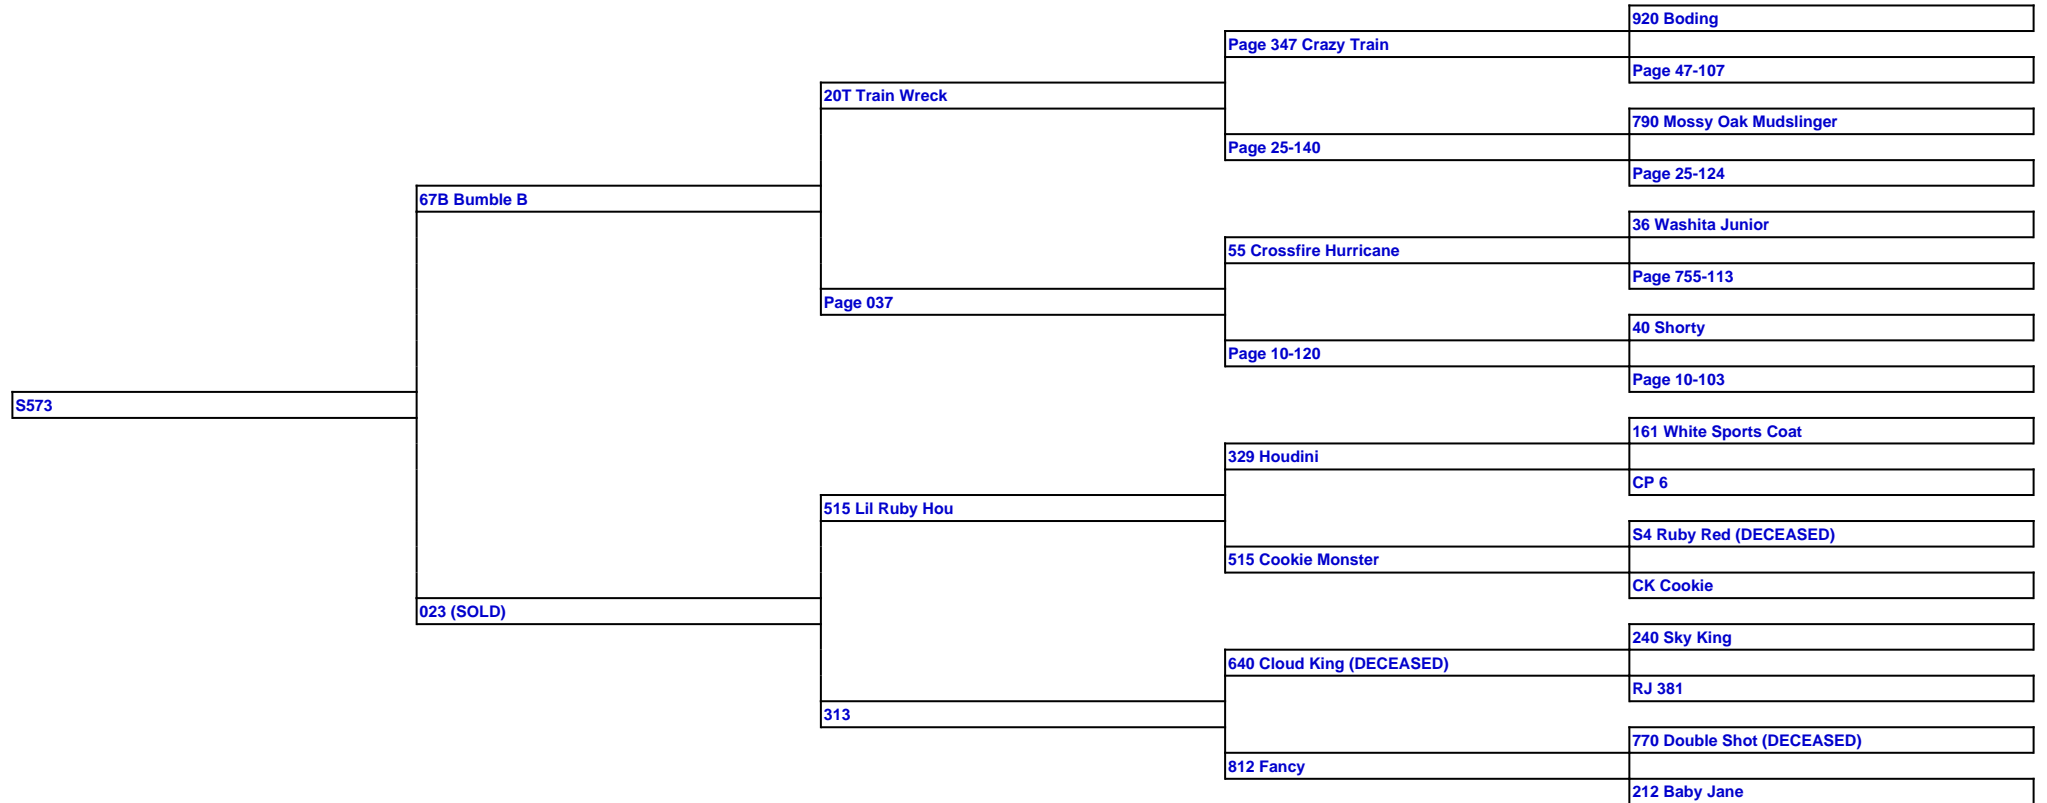 920 Boding
Page 347 Crazy Train
Page 47-107
20T Train Wreck
790 Mossy Oak Mudslinger
Page 25-140
Page 25-124
67B Bumble B
36 Washita Junior
55 Crossfire Hurricane
Page 755-113
Page 037
40 Shorty
Page 10-120
Page 10-103
S573
161 White Sports Coat
329 Houdini
CP 6
515 Lil Ruby Hou
S4 Ruby Red (DECEASED)
515 Cookie Monster
CK Cookie
023 (SOLD)
240 Sky King
640 Cloud King (DECEASED)
RJ 381
313
770 Double Shot (DECEASED)
812 Fancy
212 Baby Jane